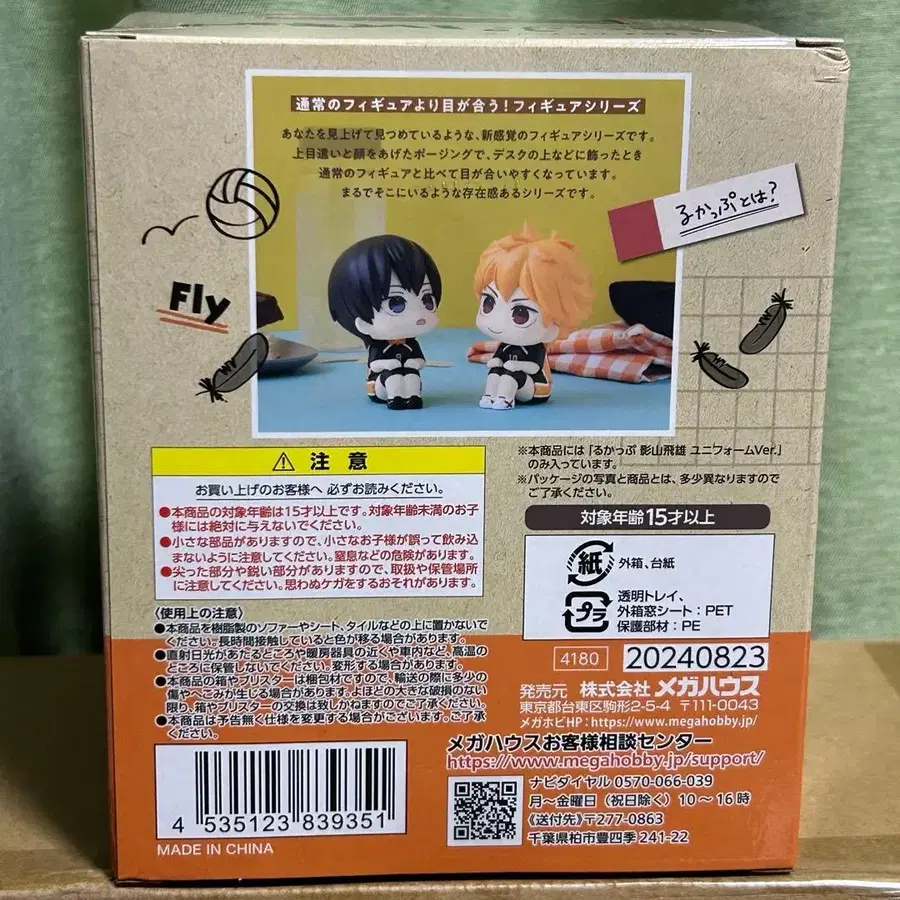 通常のフィギュアより目が合う!フィギュアシリーズ
あなたを見上げて見つめているような、新感覚のフィギュアシリーズです。
上目遣いと顔をあげたポージングで、デスクの上などに飾ったとき
通常のフィギュアと比べて目が合いやすくなっています。
まるでそこにいるような存在感あるシリーズです。
るかっぷとは?
Fly
⚠ 注意
お買い上げのお客様へ 必ずお読みください。
●本商品の対象年齢は15才以上です。対象年齢未満のお子
様には絶対に与えないでください。
●小さな部品がありますので、小さなお子様が誤って飲み込
まないように注意してください。窒息などの危険があります。
●尖った部分や鋭い部分がありますので、取扱や保管場所
に注意してください。思わぬケガをするおそれがあります。
〈使用上の注意〉
●本商品を樹脂製のソファーやシート、タイルなどの上に置かないで
ください。長時間接触していると色が移る場合があります。
●直射日光があたるところや暖房器具の近くや車内など、高温の
ところに保管しないでください。変形する場合があります。
●本商品の箱やブリスターは梱包材ですので、輸送の際に多少の
傷やへこみが生じる場合があります。よほどの大きな破損のない
限り、箱やブリスターの交換は致しかねますのでご了承ください。
●本商品は予告無く仕様を変更する場合がございます。ご了承
ください。
4 535123 839351
MADE IN CHINA
※本商品には「るかっぷ 影山飛雄 ユニフォームVer.」
のみ入っています。
※パッケージの写真と商品とは、多少異なりますので
ご了承ください。
対象年齢15才以上
紙 外箱、台紙
プラ 透明トレイ、
外箱窓シート:PET
保護部材:PE
4180 20240823
発売元 株式会社メガハウス
東京都台東区駒形2-5-4 〒111-0043
メガホビHP:https://www.megahobby.jp/
メガハウスお客様相談センター
https://www.megahobby.jp/support/
ナビダイヤル 0570-066-039
月〜金曜日(祝日除く)10〜16時
《送付先》〒277-0863
千葉県柏市豊四季241-22